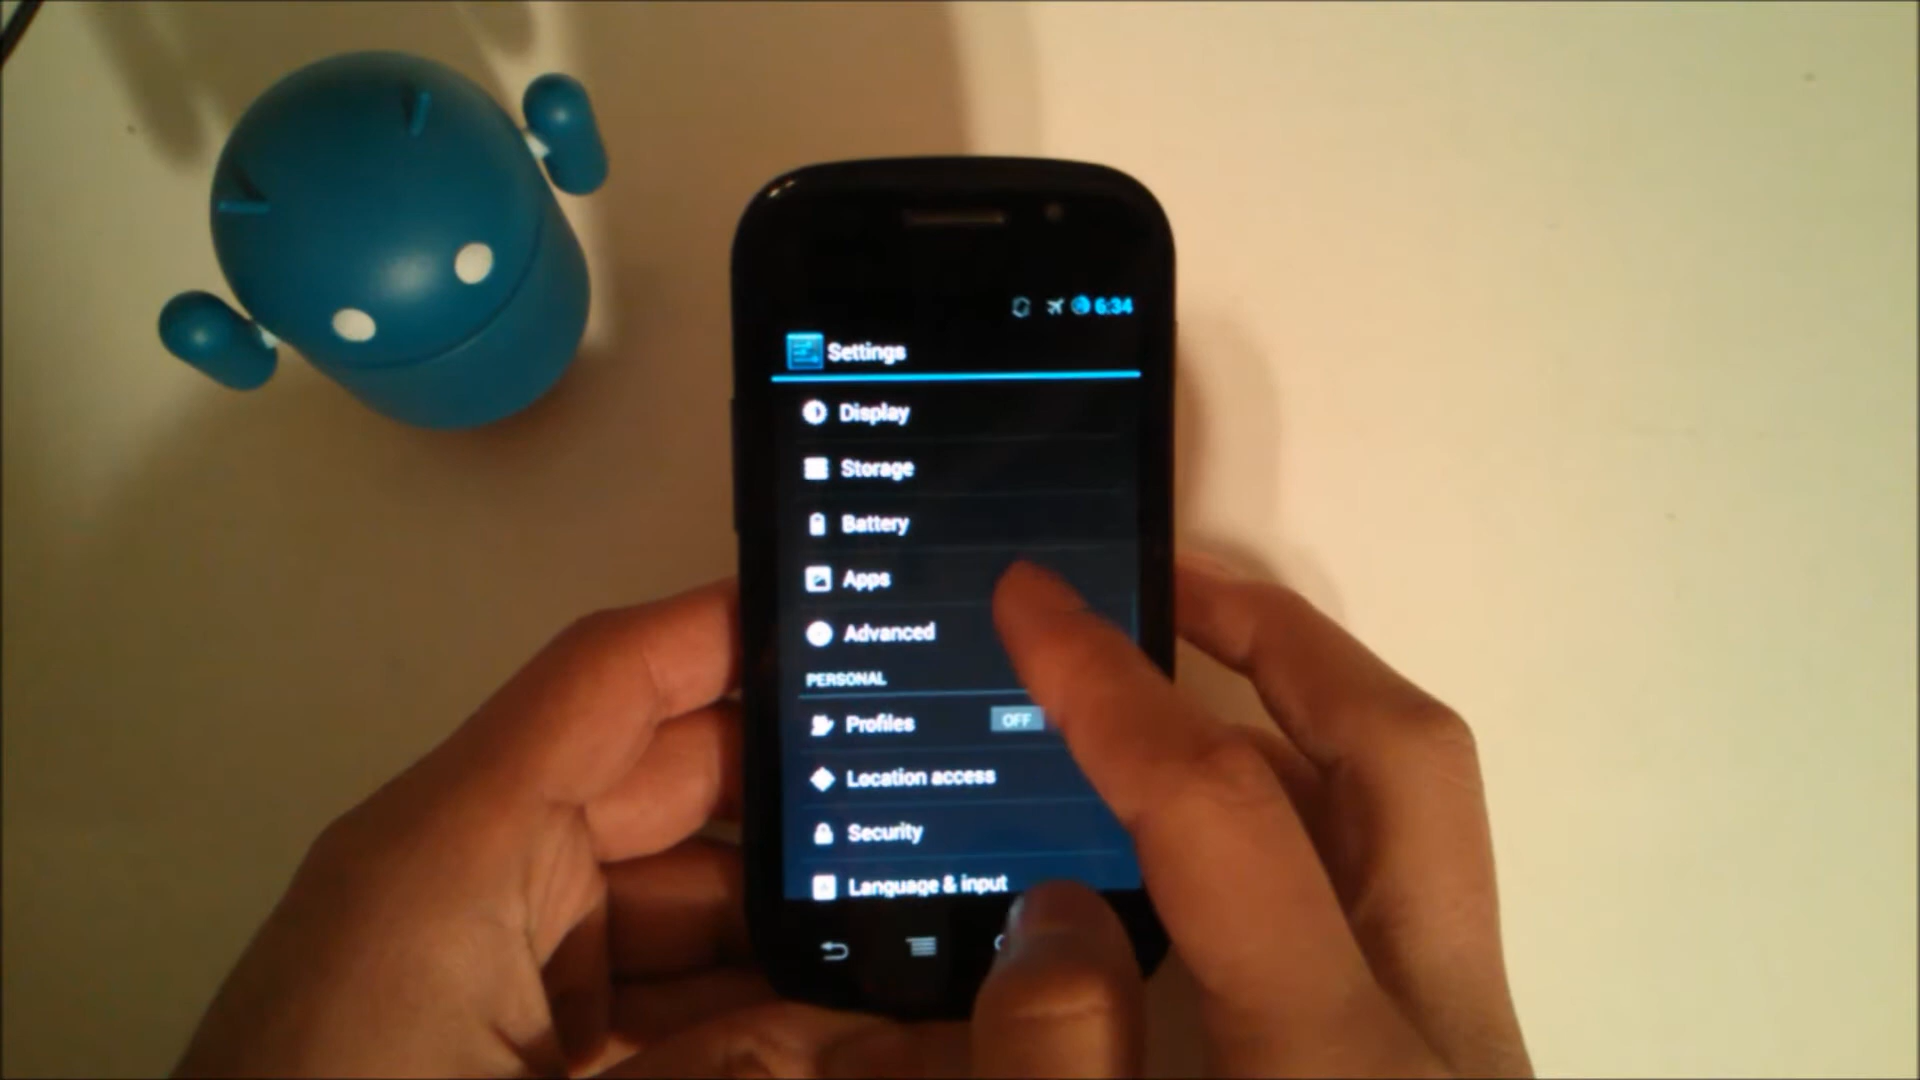 6:34
Settings
Display
Storage
Battery
Apps
Advanced
PERSONAL
Profiles OFF
Location access
Security
Language & input